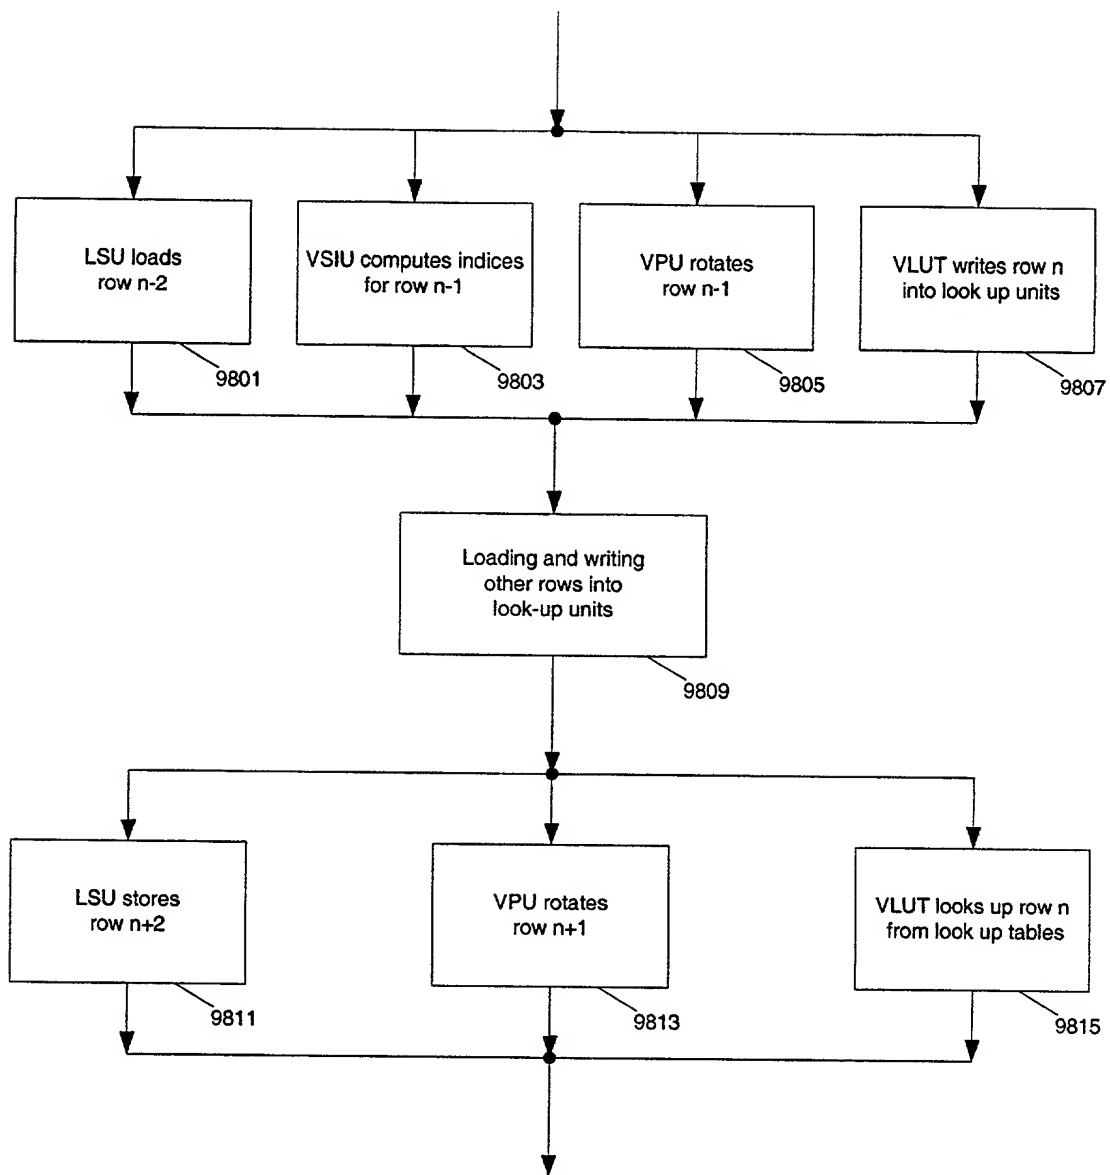 LSU loads
row n-2
VSIU computes indices
for row n-1
VPU rotates
row n-1
VLUT writes row n
into look up units
9801
9803
9805
9807
Loading and writing
other rows into
look-up units
9809
LSU stores
row n+2
VPU rotates
row n+1
VLUT looks up row n
from look up tables
9811
9813
9815